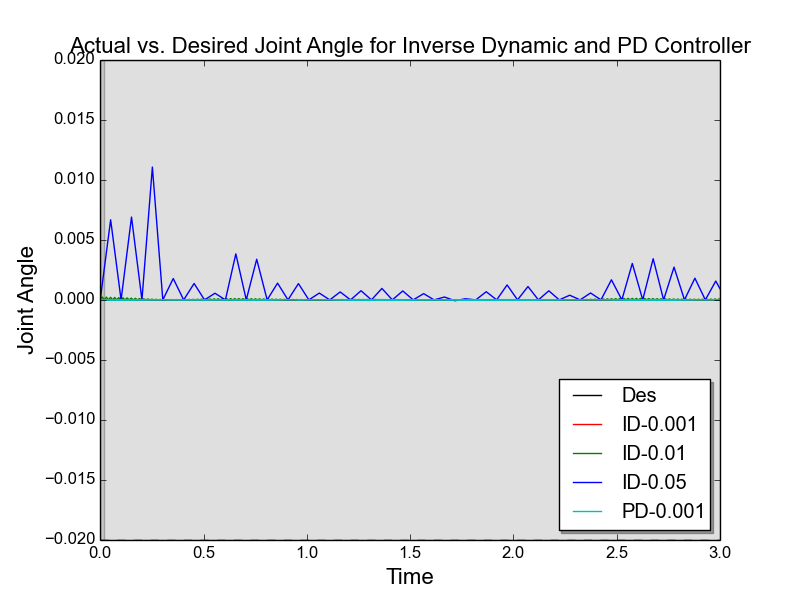 Actual vs. Desired Joint Angle for Inverse Dynamic and PD Controller
0.020
0.015
0.010
0.005
0.000
−0.005
−0.010
−0.015
−0.020
Joint Angle
Des
ID-0.001
ID-0.01
ID-0.05
PD-0.001
0.0 0.5 1.0 1.5 2.0 2.5 3.0
Time